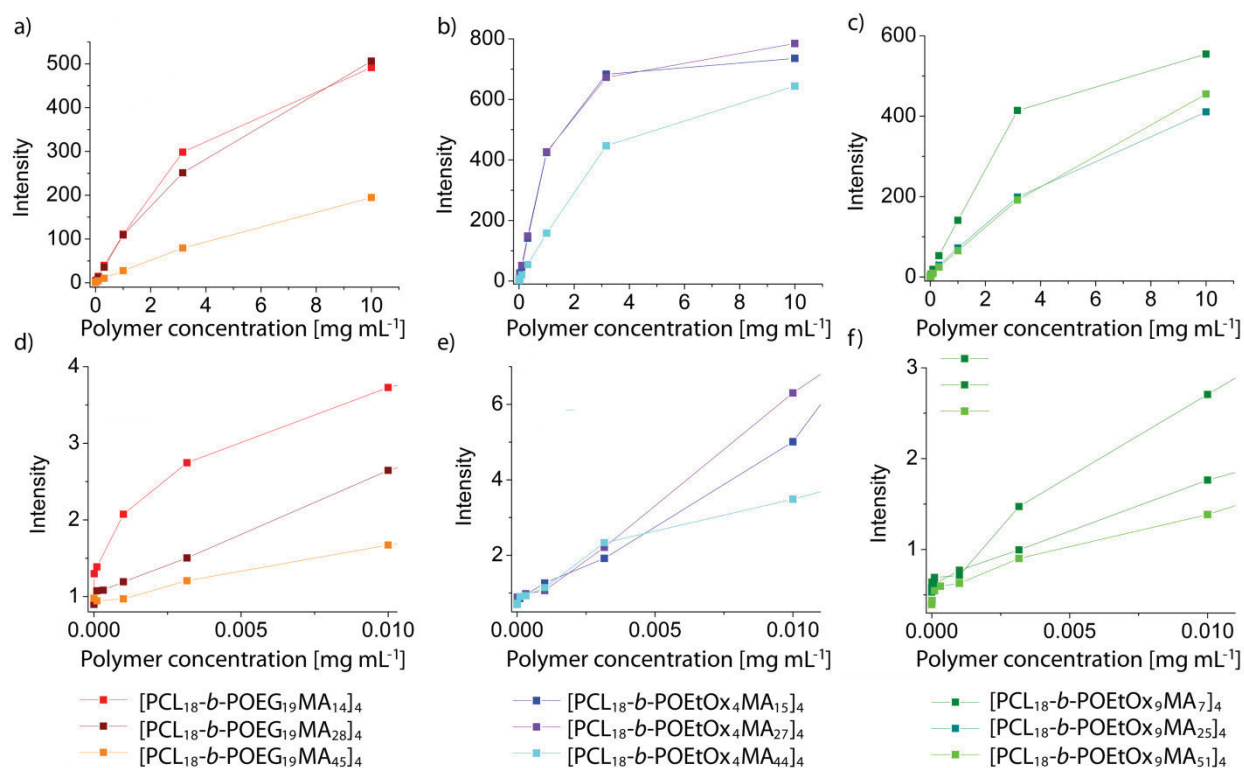 a)
500
400
300
200
100
0
Intensity
0 2 4 6 8 10
Polymer concentration [mg mL⁻¹]
b)
800
600
400
200
0
Intensity
0 2 4 6 8 10
Polymer concentration [mg mL⁻¹]
c)
600
400
200
0
Intensity
0 2 4 6 8 10
Polymer concentration [mg mL⁻¹]
d)
4
3
2
1
Intensity
0.000 0.005 0.010
Polymer concentration [mg mL⁻¹]
e)
6
4
2
Intensity
0.000 0.005 0.010
Polymer concentration [mg mL⁻¹]
f)
3
2
1
Intensity
0.000 0.005 0.010
Polymer concentration [mg mL⁻¹]
[PCL₁₈-b-POEG₁₉MA₁₄]₄
[PCL₁₈-b-POEG₁₉MA₂₈]₄
[PCL₁₈-b-POEG₁₉MA₄₅]₄
[PCL₁₈-b-POEtOx₄MA₁₅]₄
[PCL₁₈-b-POEtOx₄MA₂₇]₄
[PCL₁₈-b-POEtOx₄MA₄₄]₄
[PCL₁₈-b-POEtOx₉MA₇]₄
[PCL₁₈-b-POEtOx₉MA₂₅]₄
[PCL₁₈-b-POEtOx₉MA₅₁]₄